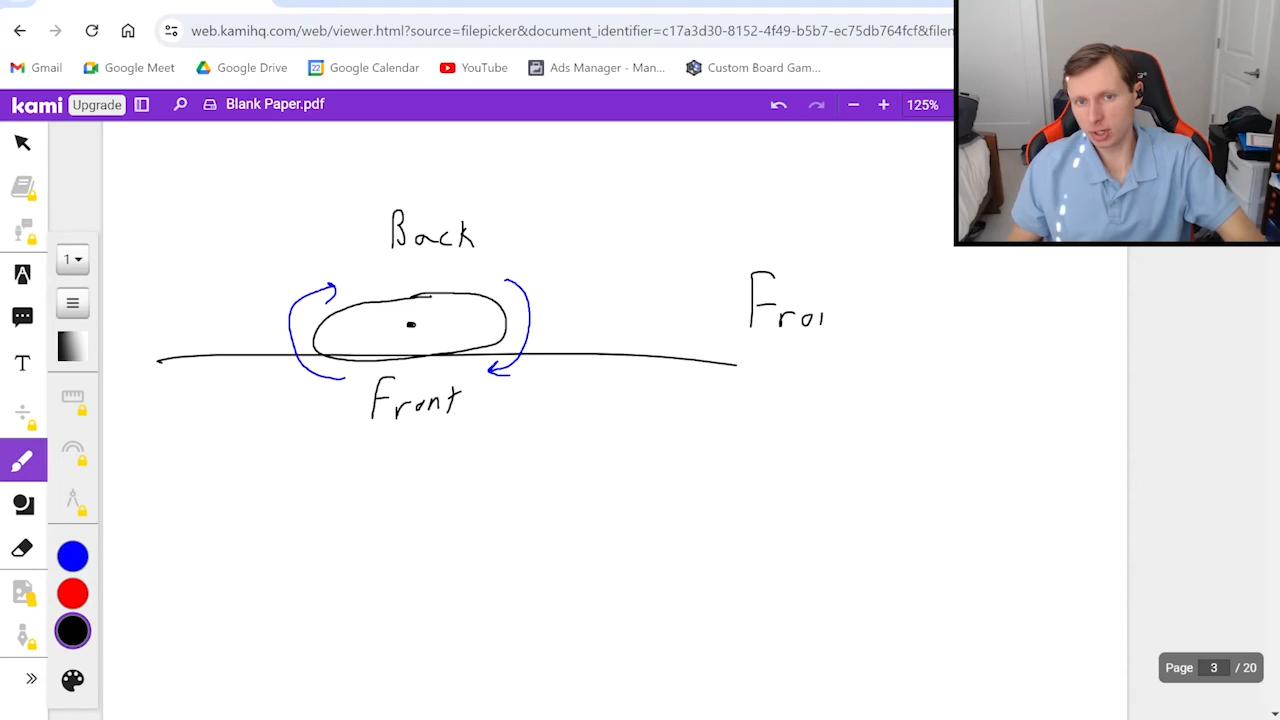 web.kamihq.com/web/viewer.html?source=filepicker&document_identifier=c17a3d30-8152-4f49-b5b7-ec75db764fcf&filen
Gmail Google Meet Google Drive 22 Google Calendar YouTube Ads Manager - Man... Custom Board Gam...
kami Upgrade Blank Paper.pdf 125%
Back
Fron
1
A
T
Front
Page 3 / 20